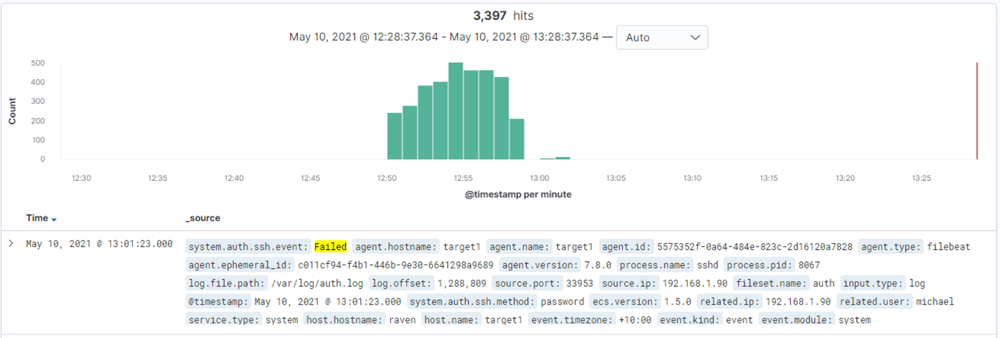 3,397 hits
May 10, 2021 @ 12:28:37.364 - May 10, 2021 @ 13:28:37.364 — Auto
500
400
300
200
100
0
Count
12:30 12:35 12:40 12:45 12:50 12:55 13:00 13:05 13:10 13:15 13:20 13:25
@timestamp per minute
Time _source
May 10, 2021 @ 13:01:23.000 system.auth.ssh.event: Failed agent.hostname: target1 agent.name: target1 agent.id: 5575352f-0a64-484e-823c-2d16120a7828 agent.type: filebeat
agent.ephemeral_id: c011cf94-f4b1-446b-9e30-6641298a9689 agent.version: 7.8.0 process.name: sshd process.pid: 8067
log.file.path: /var/log/auth.log log.offset: 1,288,809 source.port: 33953 source.ip: 192.168.1.90 fileset.name: auth input.type: log
@timestamp: May 10, 2021 @ 13:01:23.000 system.auth.ssh.method: password ecs.version: 1.5.0 related.ip: 192.168.1.90 related.user: michael
service.type: system host.hostname: raven host.name: target1 event.timezone: +10:00 event.kind: event event.module: system